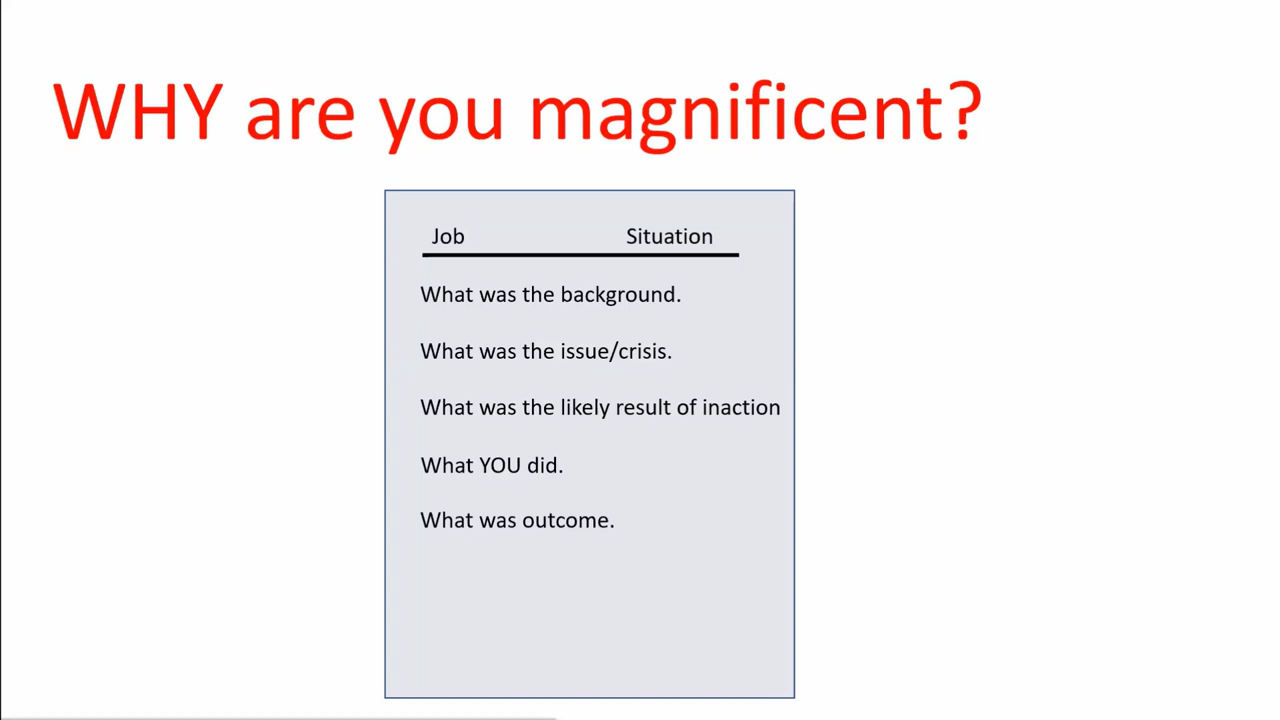 WHY are you magnificent?
Job Situation
What was the background.
What was the issue/crisis.
What was the likely result of inaction
What YOU did.
What was outcome.